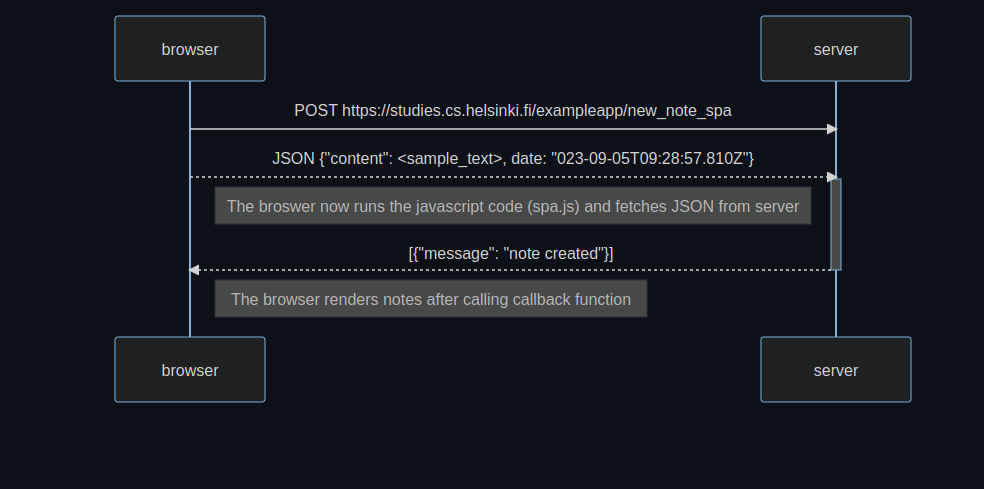 browser
server
POST https://studies.cs.helsinki.fi/exampleapp/new_note_spa
JSON {"content": <sample_text>, date: "023-09-05T09:28:57.810Z"}
The broswer now runs the javascript code (spa.js) and fetches JSON from server
[{"message": "note created"}]
The browser renders notes after calling callback function
browser
server